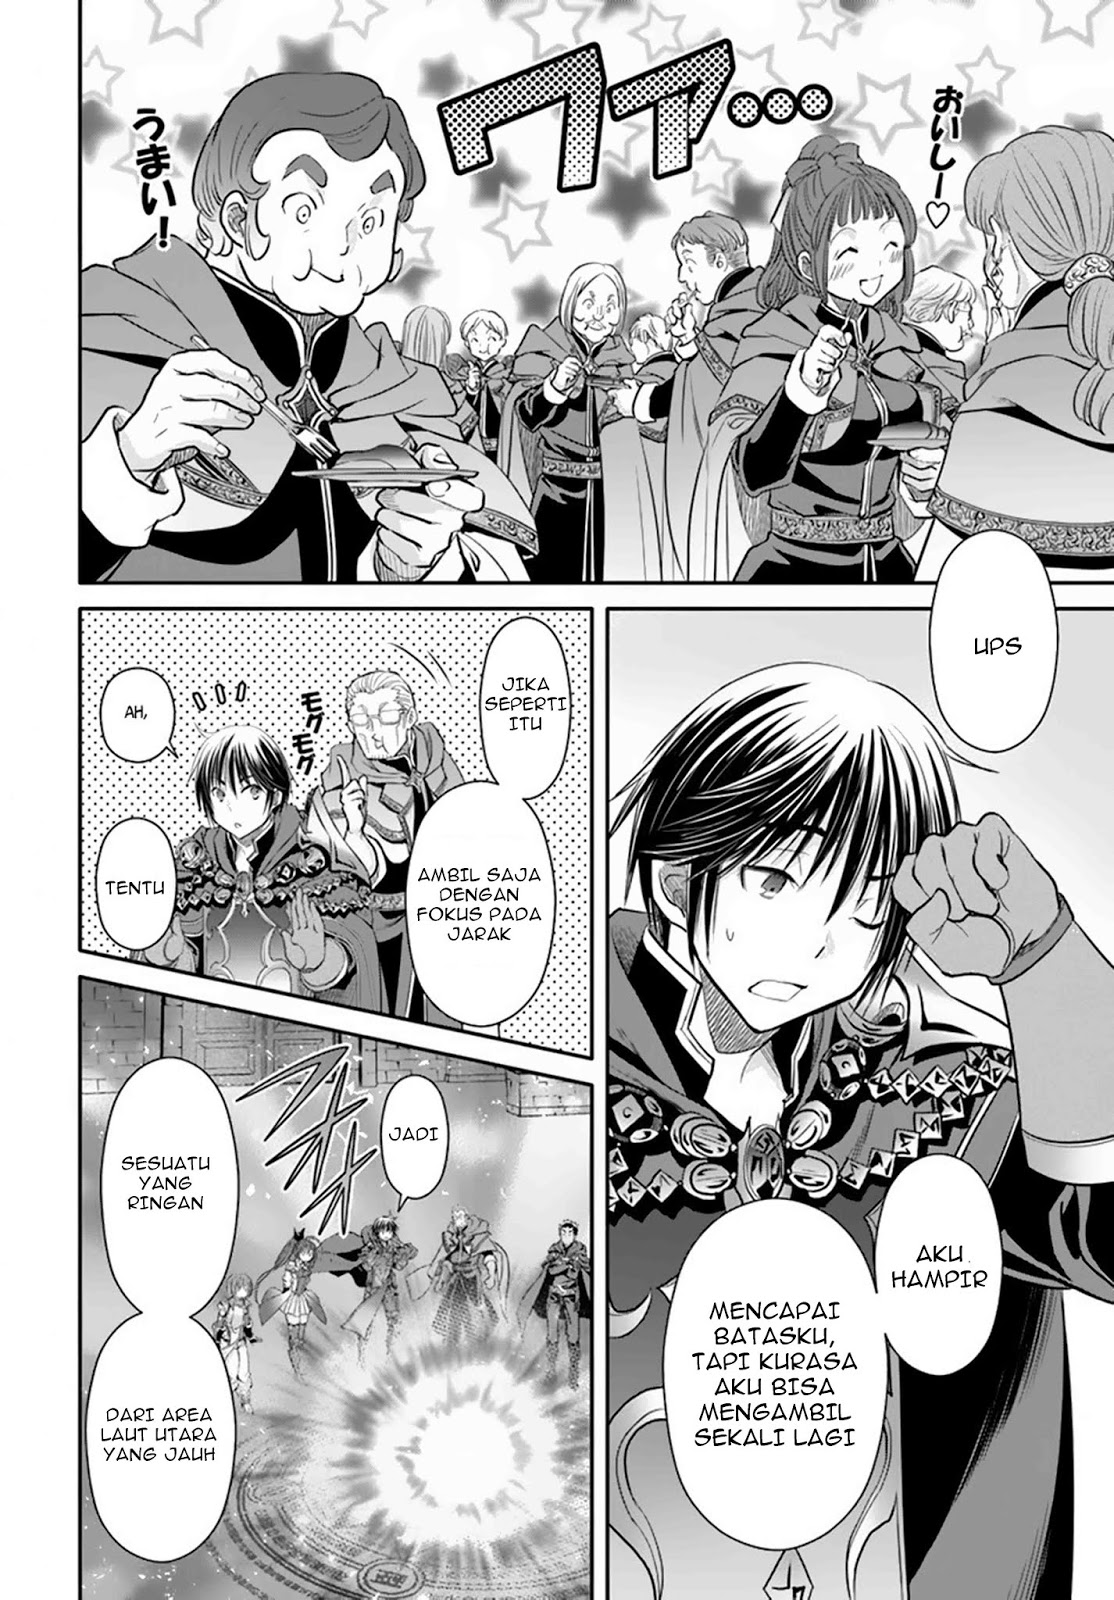 おいしー♡
ワァ・・・
うまい！
UPS
AKU
HAMPIR
MENCAPAI
BATASKU,
TAPI KURASA
AKU BISA
MENGAMBIL
SEKALI LAGI
JIKA
SEPERTI
ITU
AMBIL SAJA
DENGAN
FOKUS PADA
JARAK
モグモグ
AH,
TENTU
JADI
SESUATU
YANG
RINGAN
DARI AREA
LAUT UTARA
YANG JAUH